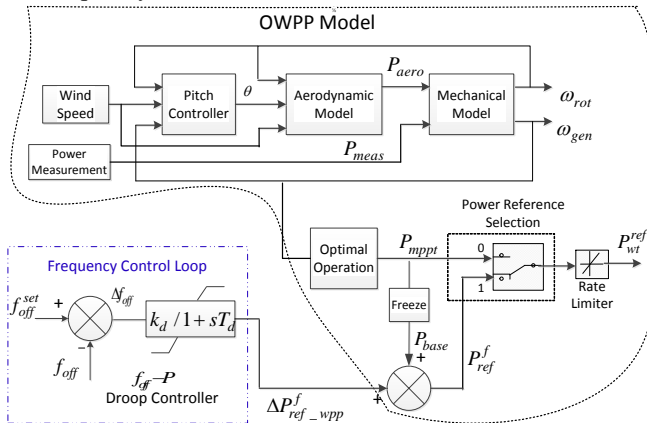 OWPP Model
Wind Speed
Pitch Controller
θ
Aerodynamic Model
P_aero
Mechanical Model
ω_rot
ω_gen
Power Measurement
P_meas
Optimal Operation
P_mppt
Power Reference Selection
0
1
Rate Limiter
P_wt^ref
Freeze
P_base
+
+
P_ref^f
Frequency Control Loop
f_off^set
+
−
Δf_off
k_d / 1 + sT_d
f_off
f_off − P
Droop Controller
ΔP_ref_wpp^f